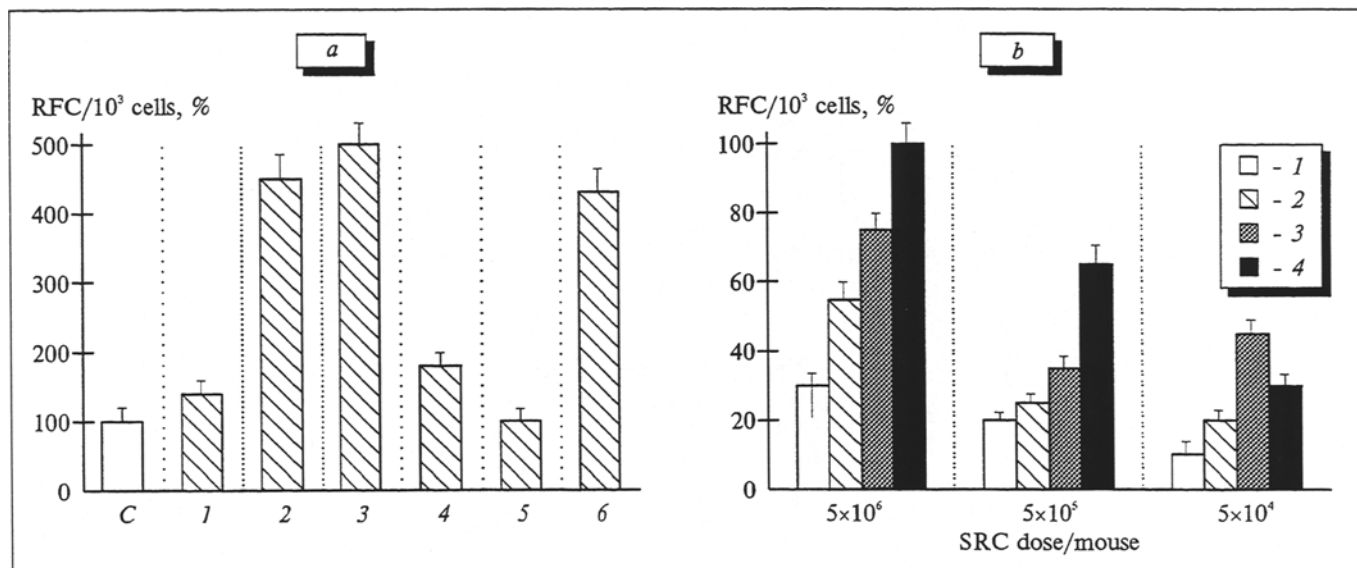 a
RFC/10³ cells, %
500
400
300
200
100
0
C 1 2 3 4 5 6
b
RFC/10³ cells, %
100
80
60
40
20
0
- 1
- 2
- 3
- 4
5×10⁶ 5×10⁵ 5×10⁴
SRC dose/mouse